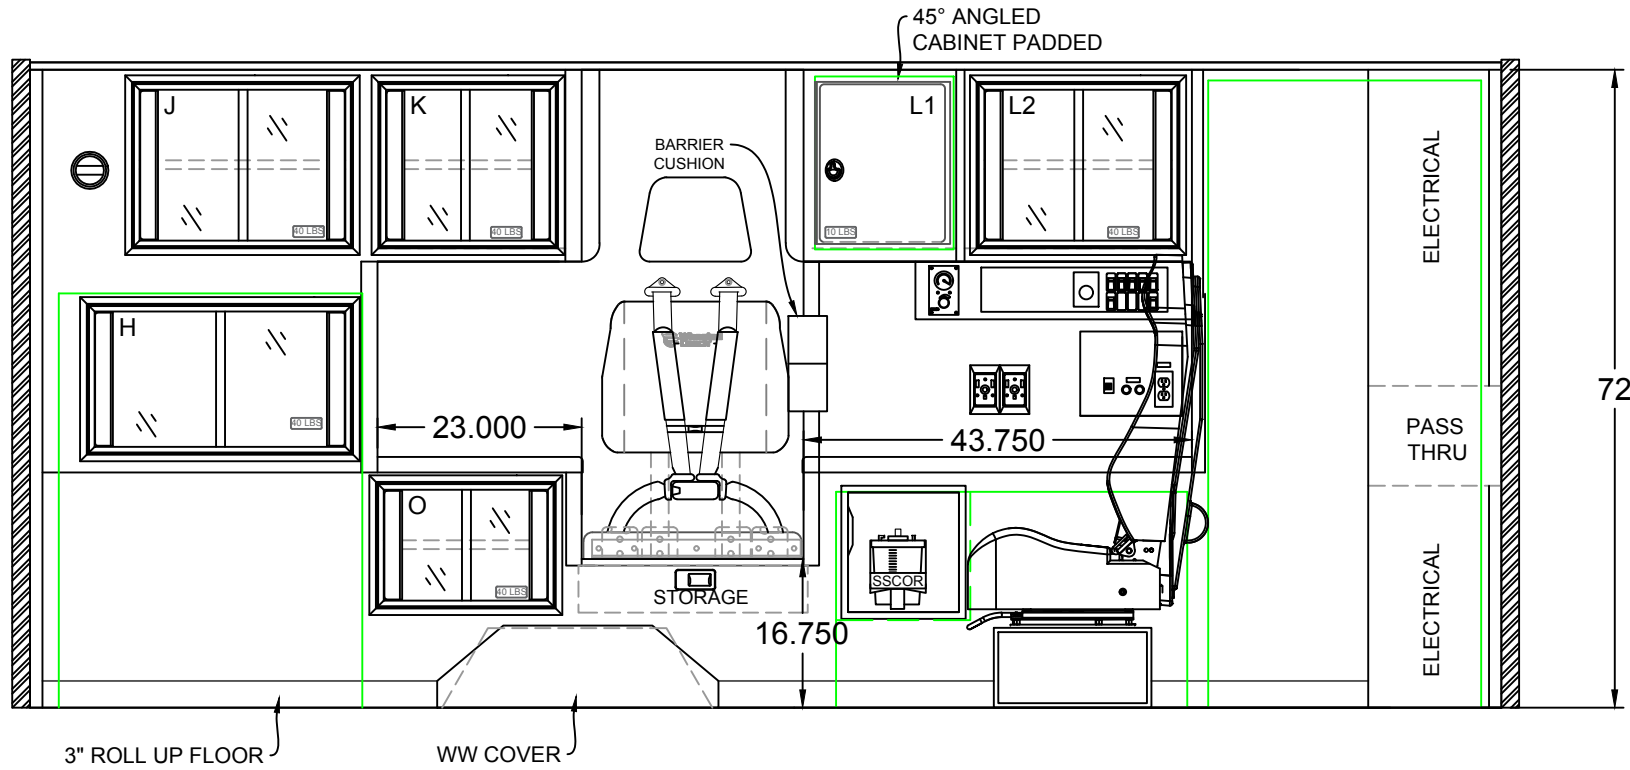 45° ANGLED
CABINET PADDED
J
K
L1
L2
BARRIER
CUSHION
40 LBS
40 LBS
10 LBS
40 LBS
ELECTRICAL
H
40 LBS
72
23.000
43.750
PASS
THRU
O
40 LBS
SSCOR
STORAGE
16.750
ELECTRICAL
3" ROLL UP FLOOR
WW COVER